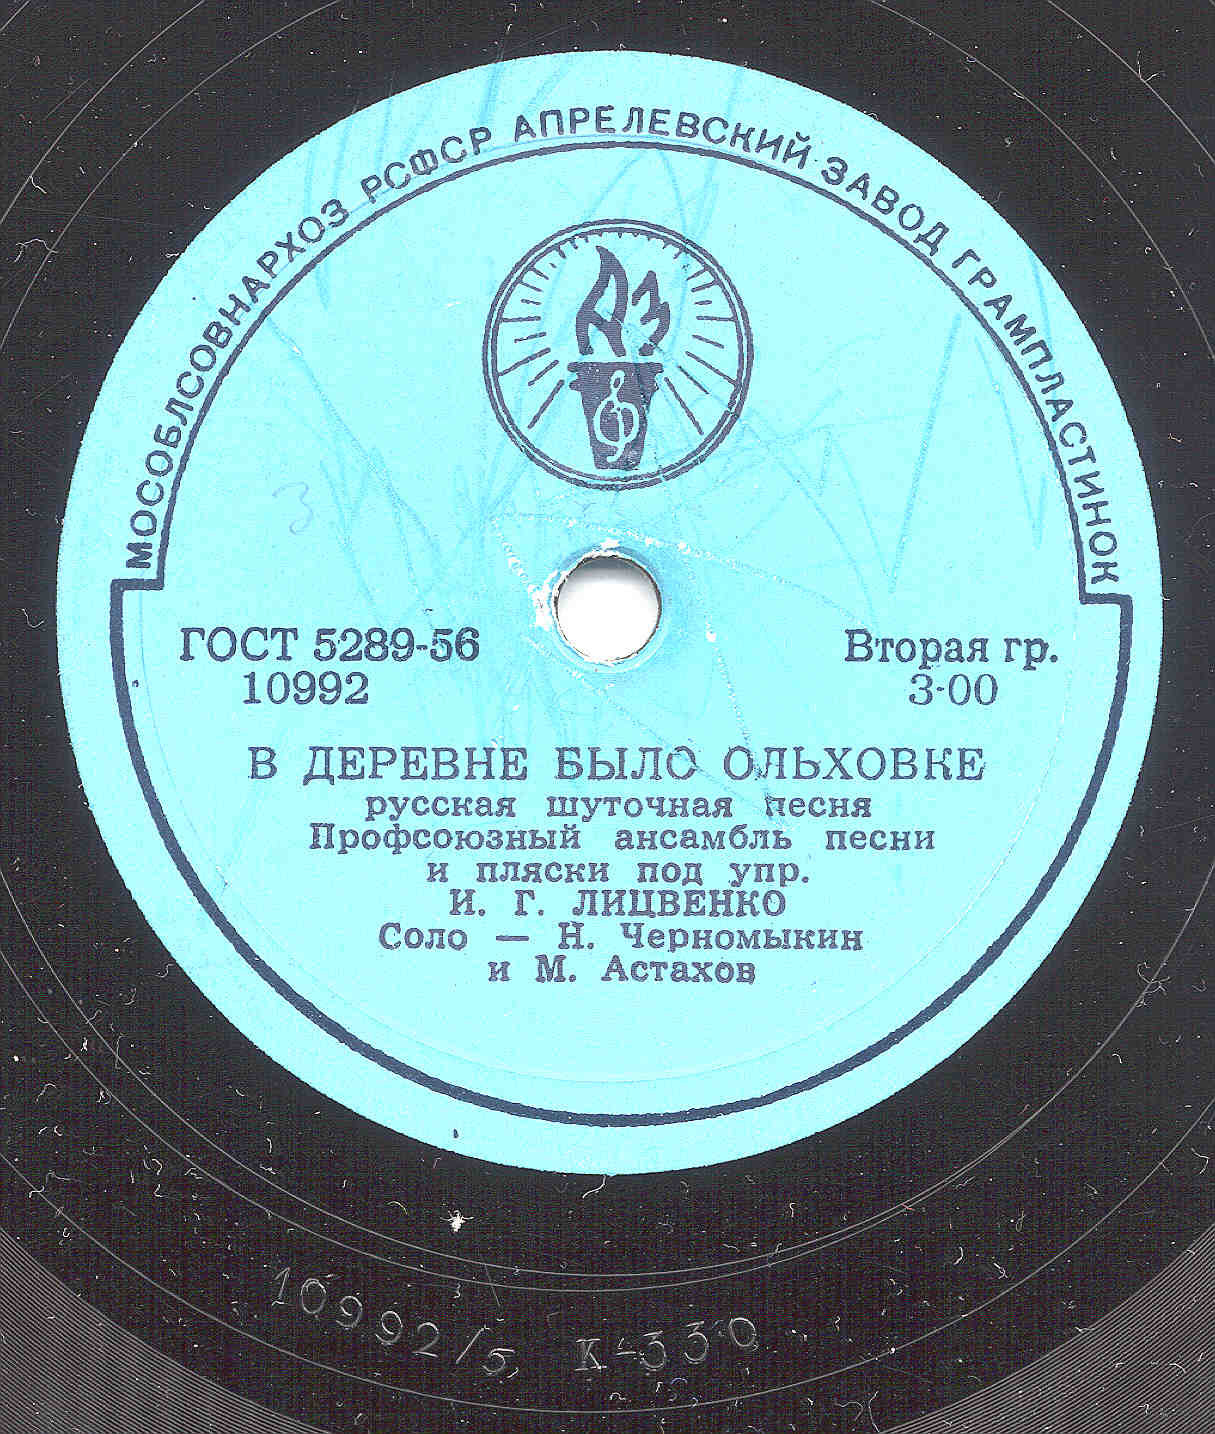 МОСОБЛСОВНАРХОЗ РСФСР АПРЕЛЕВСКИЙ ЗАВОД ГРАМПЛАСТИНОК
АЗ
ГОСТ 5289-56
10992
Вторая гр.
3-00
З
В ДЕРЕВНЕ БЫЛО ОЛЬХОВКЕ
русская шуточная песня
Профсоюзный ансамбль песни
и пляски под упр.
И. Г. ЛИЦВЕНКО
Соло — Н. Черномыкин
и М. Астахов
10992/5 К-330